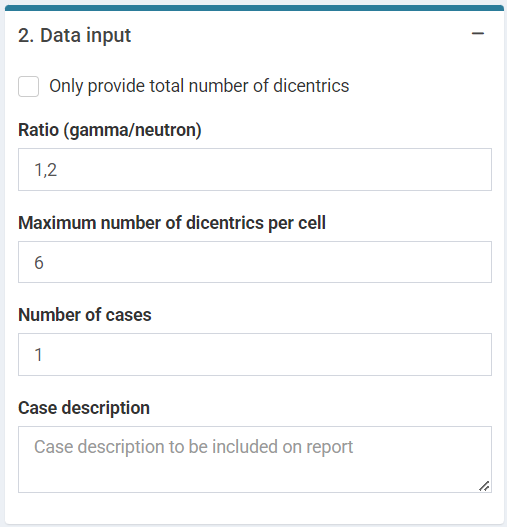 2. Data input
Only provide total number of dicentrics
Ratio (gamma/neutron)
1,2
Maximum number of dicentrics per cell
6
Number of cases
1
Case description
Case description to be included on report